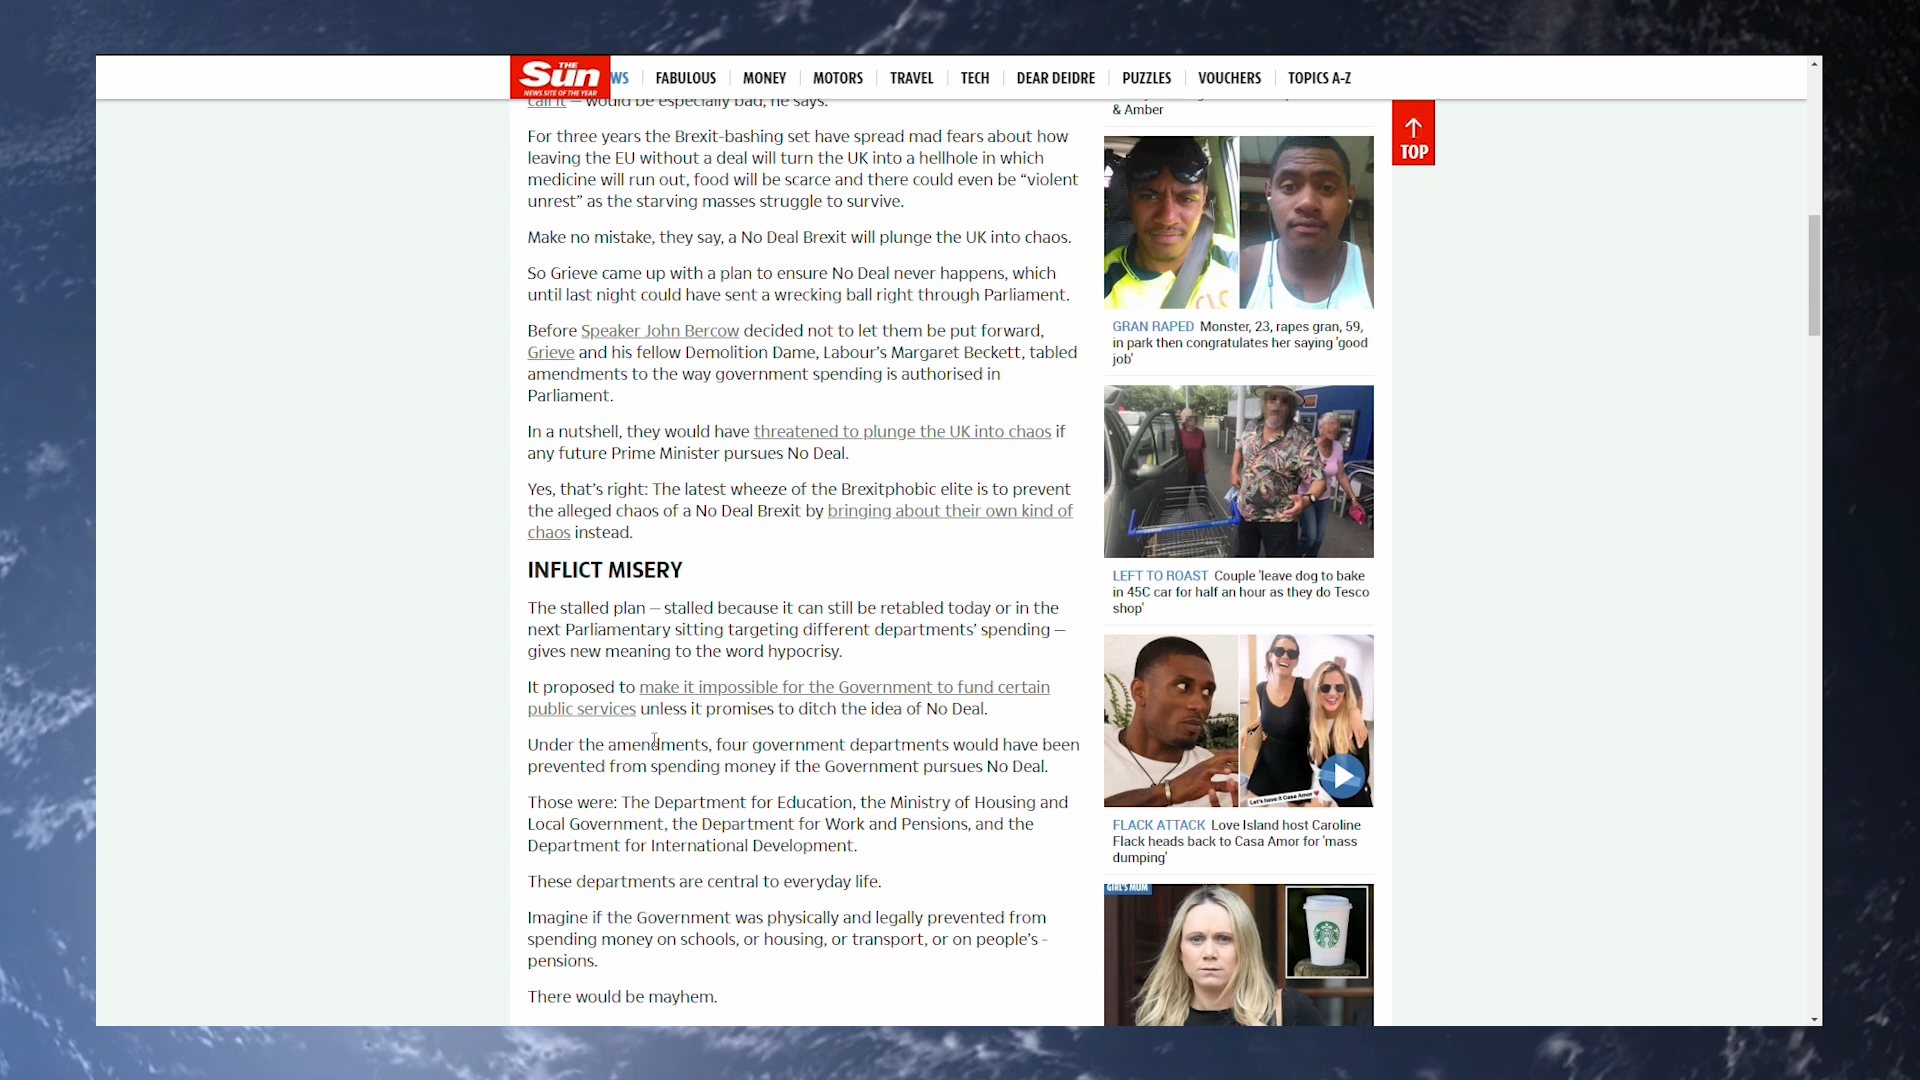 THE
Sun
NEWS SITE OF THE YEAR
WS
FABULOUS
MONEY
MOTORS
TRAVEL
TECH
DEAR DEIDRE
PUZZLES
VOUCHERS
TOPICS A-Z
call it – would be especially bad, he says.
For three years the Brexit-bashing set have spread mad fears about how
leaving the EU without a deal will turn the UK into a hellhole in which
medicine will run out, food will be scarce and there could even be “violent
unrest” as the starving masses struggle to survive.
Make no mistake, they say, a No Deal Brexit will plunge the UK into chaos.
So Grieve came up with a plan to ensure No Deal never happens, which
until last night could have sent a wrecking ball right through Parliament.
Before Speaker John Bercow decided not to let them be put forward,
Grieve and his fellow Demolition Dame, Labour’s Margaret Beckett, tabled
amendments to the way government spending is authorised in
Parliament.
In a nutshell, they would have threatened to plunge the UK into chaos if
any future Prime Minister pursues No Deal.
Yes, that’s right: The latest wheeze of the Brexitphobic elite is to prevent
the alleged chaos of a No Deal Brexit by bringing about their own kind of
chaos instead.
INFLICT MISERY
The stalled plan – stalled because it can still be retabled today or in the
next Parliamentary sitting targeting different departments’ spending –
gives new meaning to the word hypocrisy.
It proposed to make it impossible for the Government to fund certain
public services unless it promises to ditch the idea of No Deal.
Under the amendments, four government departments would have been
prevented from spending money if the Government pursues No Deal.
Those were: The Department for Education, the Ministry of Housing and
Local Government, the Department for Work and Pensions, and the
Department for International Development.
These departments are central to everyday life.
Imagine if the Government was physically and legally prevented from
spending money on schools, or housing, or transport, or on people’s -
pensions.
There would be mayhem.
& Amber
GRAN RAPED Monster, 23, rapes gran, 59,
in park then congratulates her saying 'good
job'
LEFT TO ROAST Couple 'leave dog to bake
in 45C car for half an hour as they do Tesco
shop'
Let's have it Casa Amor
FLACK ATTACK Love Island host Caroline
Flack heads back to Casa Amor for 'mass
dumping'
GIRL'S MUM
TOP